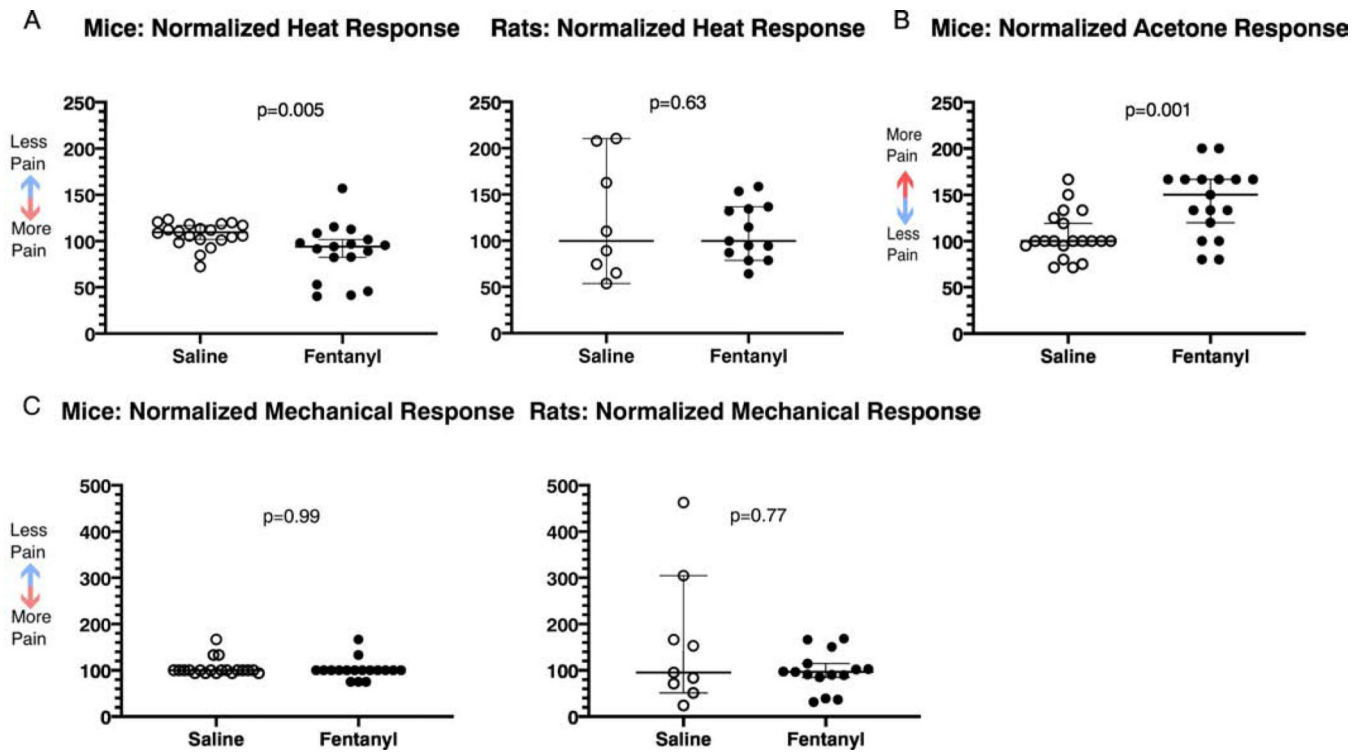 A Mice: Normalized Heat Response
p=0.005
250
200
150
100
50
0
Less
Pain
More
Pain
Saline Fentanyl
Rats: Normalized Heat Response
p=0.63
250
200
150
100
50
0
Saline Fentanyl
B Mice: Normalized Acetone Response
p=0.001
250
200
150
100
50
0
More
Pain
Less
Pain
Saline Fentanyl
C Mice: Normalized Mechanical Response
p=0.99
500
400
300
200
100
0
Less
Pain
More
Pain
Saline Fentanyl
Rats: Normalized Mechanical Response
p=0.77
500
400
300
200
100
0
Saline Fentanyl